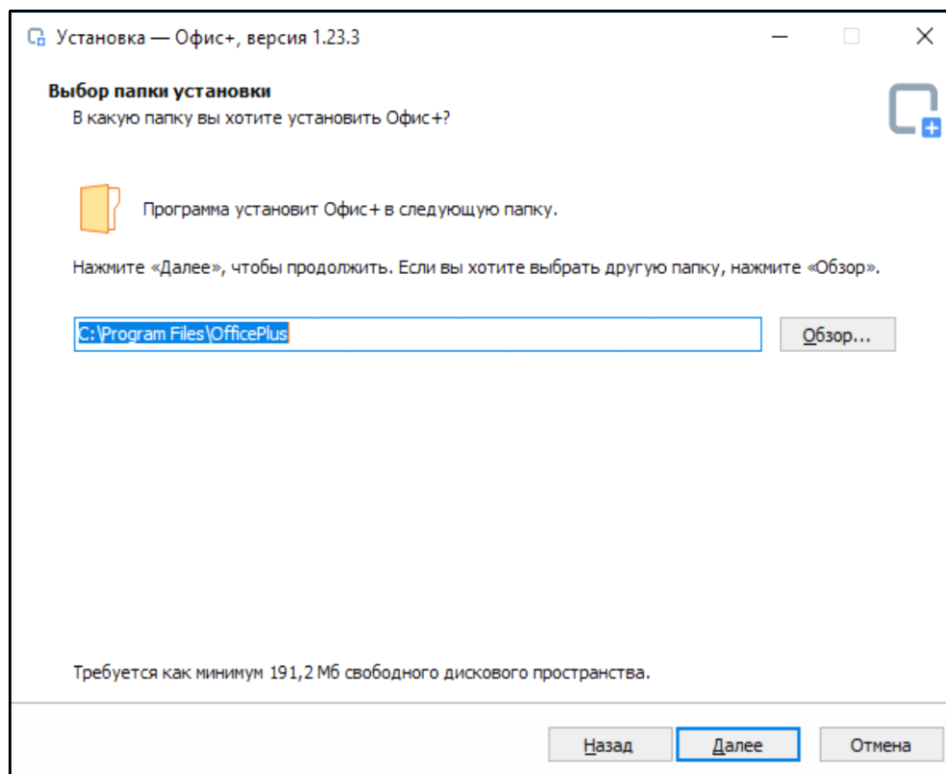 Установка — Офис+, версия 1.23.3
Выбор папки установки
В какую папку вы хотите установить Офис+?
Программа установит Офис+ в следующую папку.
Нажмите «Далее», чтобы продолжить. Если вы хотите выбрать другую папку, нажмите «Обзор».
C:\Program Files\OfficePlus
Обзор...
Требуется как минимум 191,2 Мб свободного дискового пространства.
Назад
Далее
Отмена